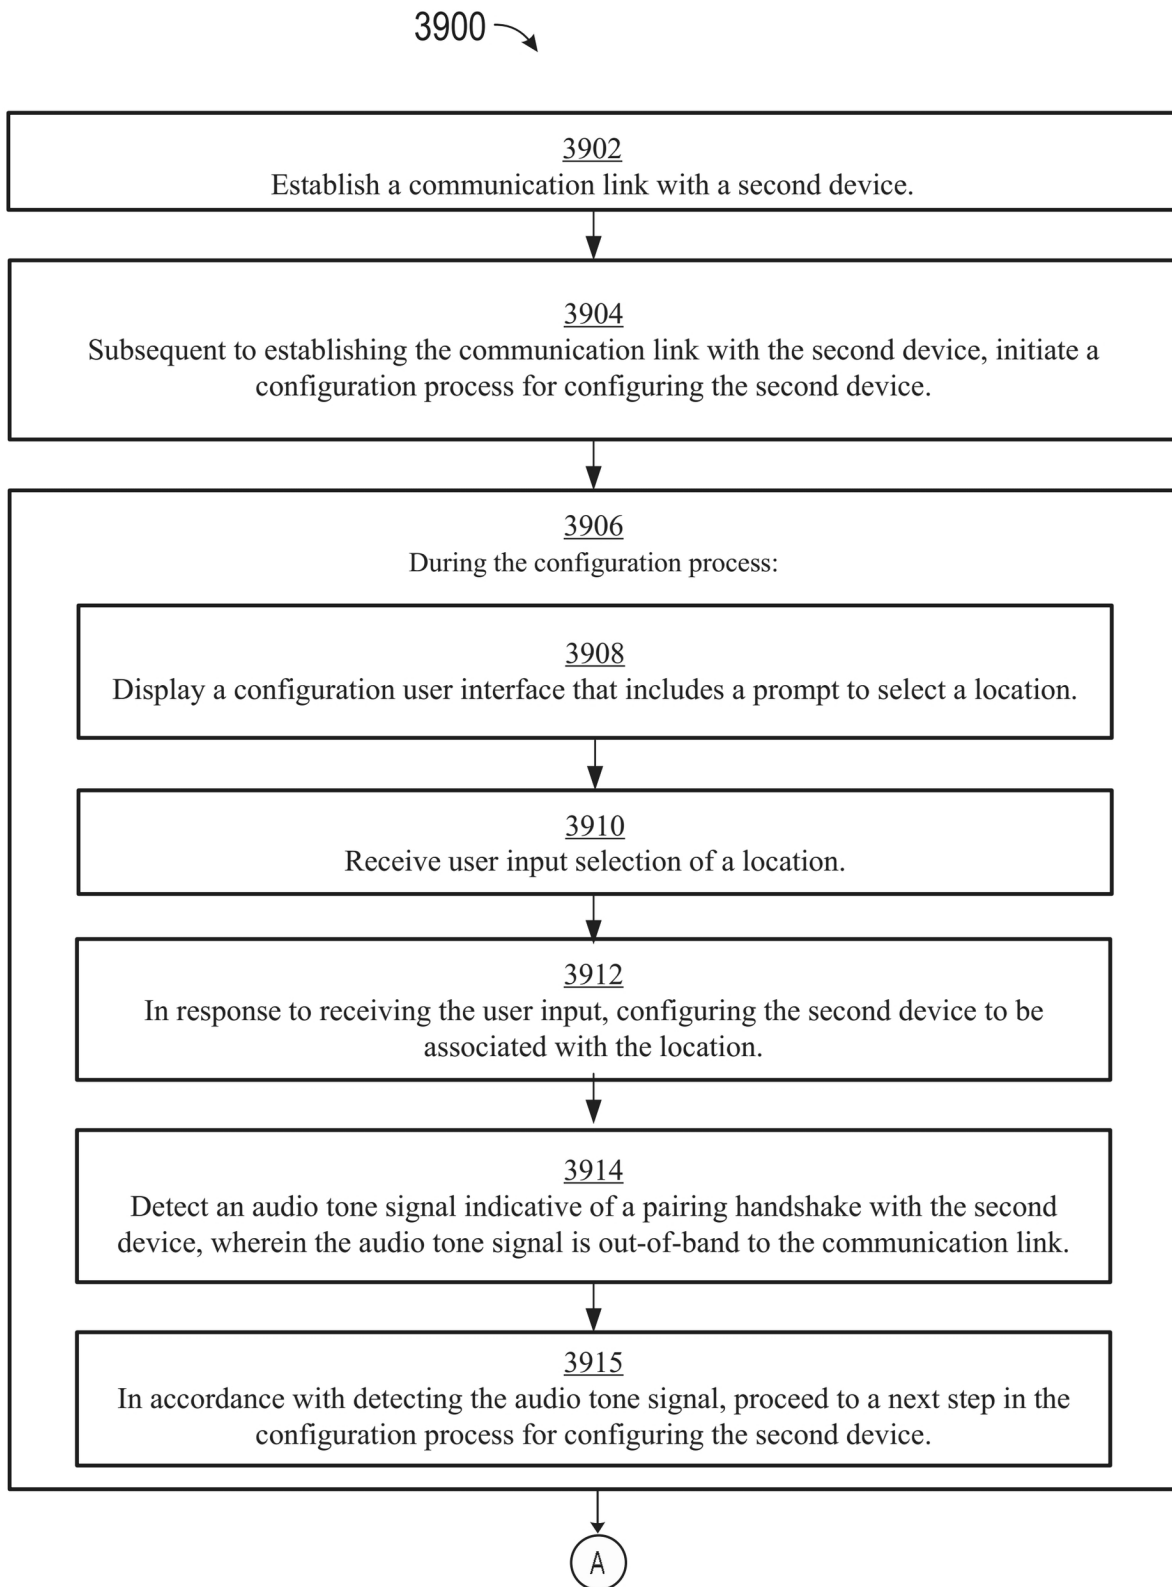 3900
3902
Establish a communication link with a second device.
3904
Subsequent to establishing the communication link with the second device, initiate a
configuration process for configuring the second device.
3906
During the configuration process:
3908
Display a configuration user interface that includes a prompt to select a location.
3910
Receive user input selection of a location.
3912
In response to receiving the user input, configuring the second device to be
associated with the location.
3914
Detect an audio tone signal indicative of a pairing handshake with the second
device, wherein the audio tone signal is out-of-band to the communication link.
3915
In accordance with detecting the audio tone signal, proceed to a next step in the
configuration process for configuring the second device.
A